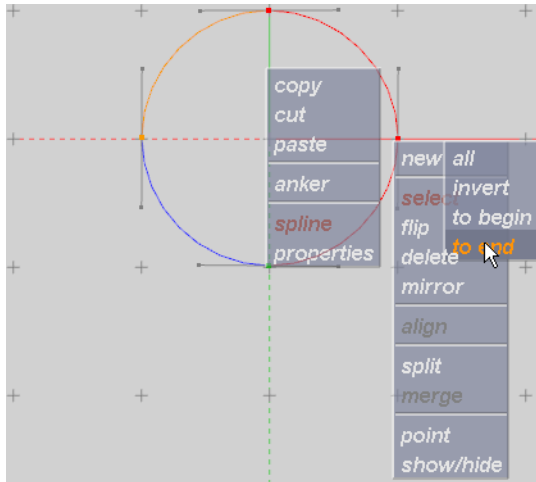 copy
cut
paste
anker
spline
properties
new
select
flip
delete
mirror
align
split
merge
point
show/hide
all
invert
to begin
to end